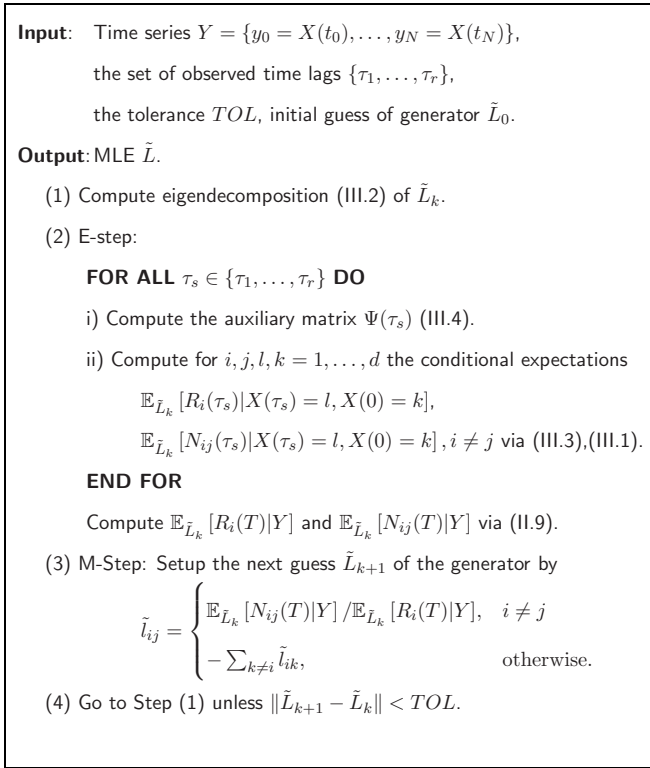 Input: Time series Y = {y_0 = X(t_0), . . . , y_N = X(t_N)},
the set of observed time lags {τ_1, . . . , τ_r},
the tolerance TOL, initial guess of generator L̃_0.
Output: MLE L̃.
(1) Compute eigendecomposition (III.2) of L̃_k.
(2) E-step:
FOR ALL τ_s ∈ {τ_1, . . . , τ_r} DO
i) Compute the auxiliary matrix Ψ(τ_s) (III.4).
ii) Compute for i, j, l, k = 1, . . . , d the conditional expectations
𝔼_{L̃_k} [R_i(τ_s)|X(τ_s) = l, X(0) = k],
𝔼_{L̃_k} [N_{ij}(τ_s)|X(τ_s) = l, X(0) = k] , i ≠ j via (III.3),(III.1).
END FOR
Compute 𝔼_{L̃_k} [R_i(T)|Y] and 𝔼_{L̃_k} [N_{ij}(T)|Y] via (II.9).
(3) M-Step: Setup the next guess L̃_{k+1} of the generator by
l̃_{ij} = { 𝔼_{L̃_k} [N_{ij}(T)|Y] / 𝔼_{L̃_k} [R_i(T)|Y], i ≠ j
− ∑_{k≠i} l̃_{ik}, otherwise.
(4) Go to Step (1) unless ‖L̃_{k+1} − L̃_k‖ < TOL.